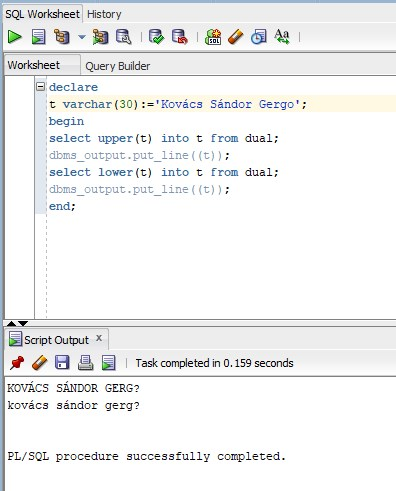 SQL Worksheet History
Worksheet Query Builder
declare
t varchar(30):='Kovács Sándor Gergo';
begin
select upper(t) into t from dual;
dbms_output.put_line((t));
select lower(t) into t from dual;
dbms_output.put_line((t));
end;
Script Output x
Task completed in 0.159 seconds
KOVÁCS SÁNDOR GERG?
kovács sándor gerg?
PL/SQL procedure successfully completed.